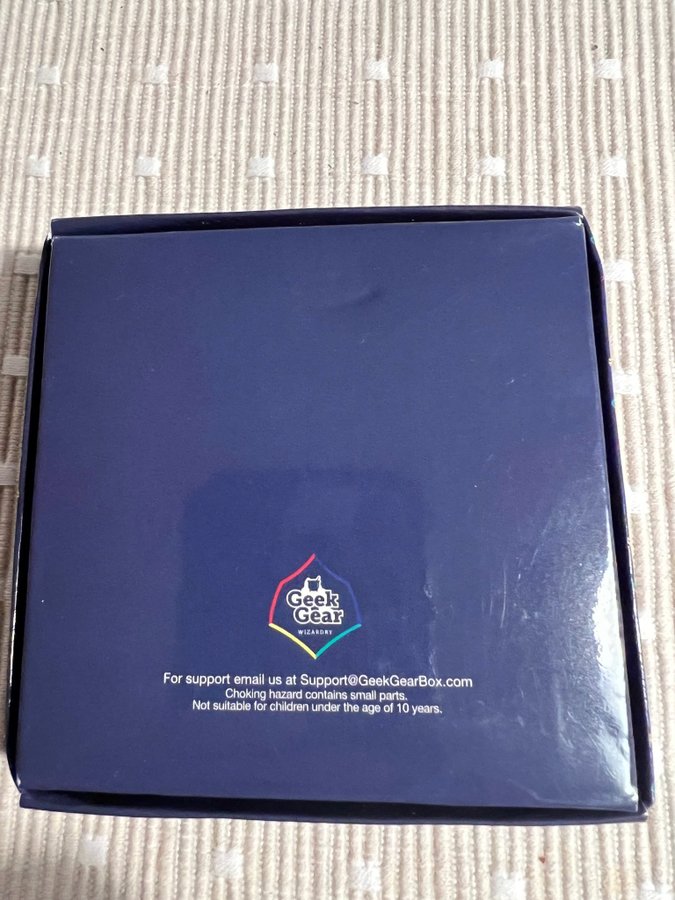 Geek
Gear
WIZARDRY
For support email us at Support@GeekGearBox.com
Choking hazard contains small parts.
Not suitable for children under the age of 10 years.